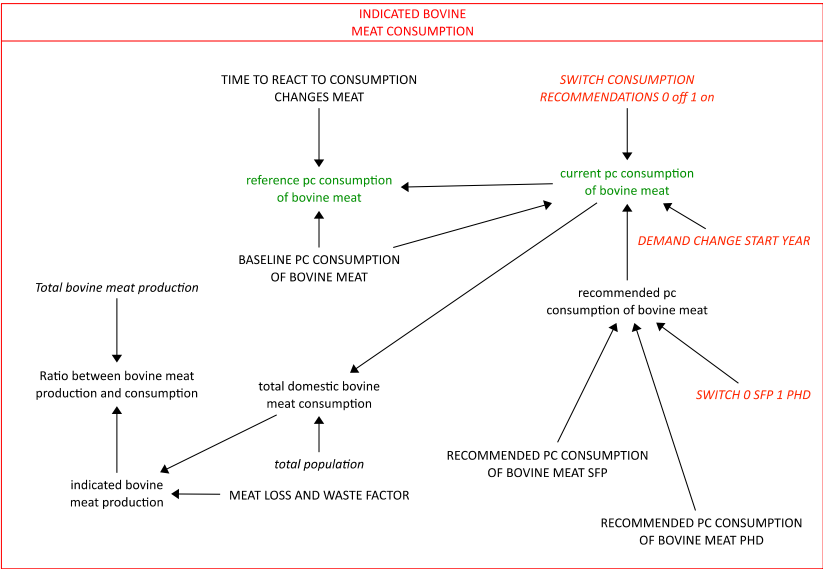 INDICATED BOVINE
MEAT CONSUMPTION
TIME TO REACT TO CONSUMPTION
CHANGES MEAT
SWITCH CONSUMPTION
RECOMMENDATIONS 0 off 1 on
reference pc consumption
of bovine meat
current pc consumption
of bovine meat
DEMAND CHANGE START YEAR
BASELINE PC CONSUMPTION
OF BOVINE MEAT
Total bovine meat production
recommended pc
consumption of bovine meat
Ratio between bovine meat
production and consumption
total domestic bovine
meat consumption
SWITCH 0 SFP 1 PHD
total population
RECOMMENDED PC CONSUMPTION
OF BOVINE MEAT SFP
indicated bovine
meat production
MEAT LOSS AND WASTE FACTOR
RECOMMENDED PC CONSUMPTION
OF BOVINE MEAT PHD